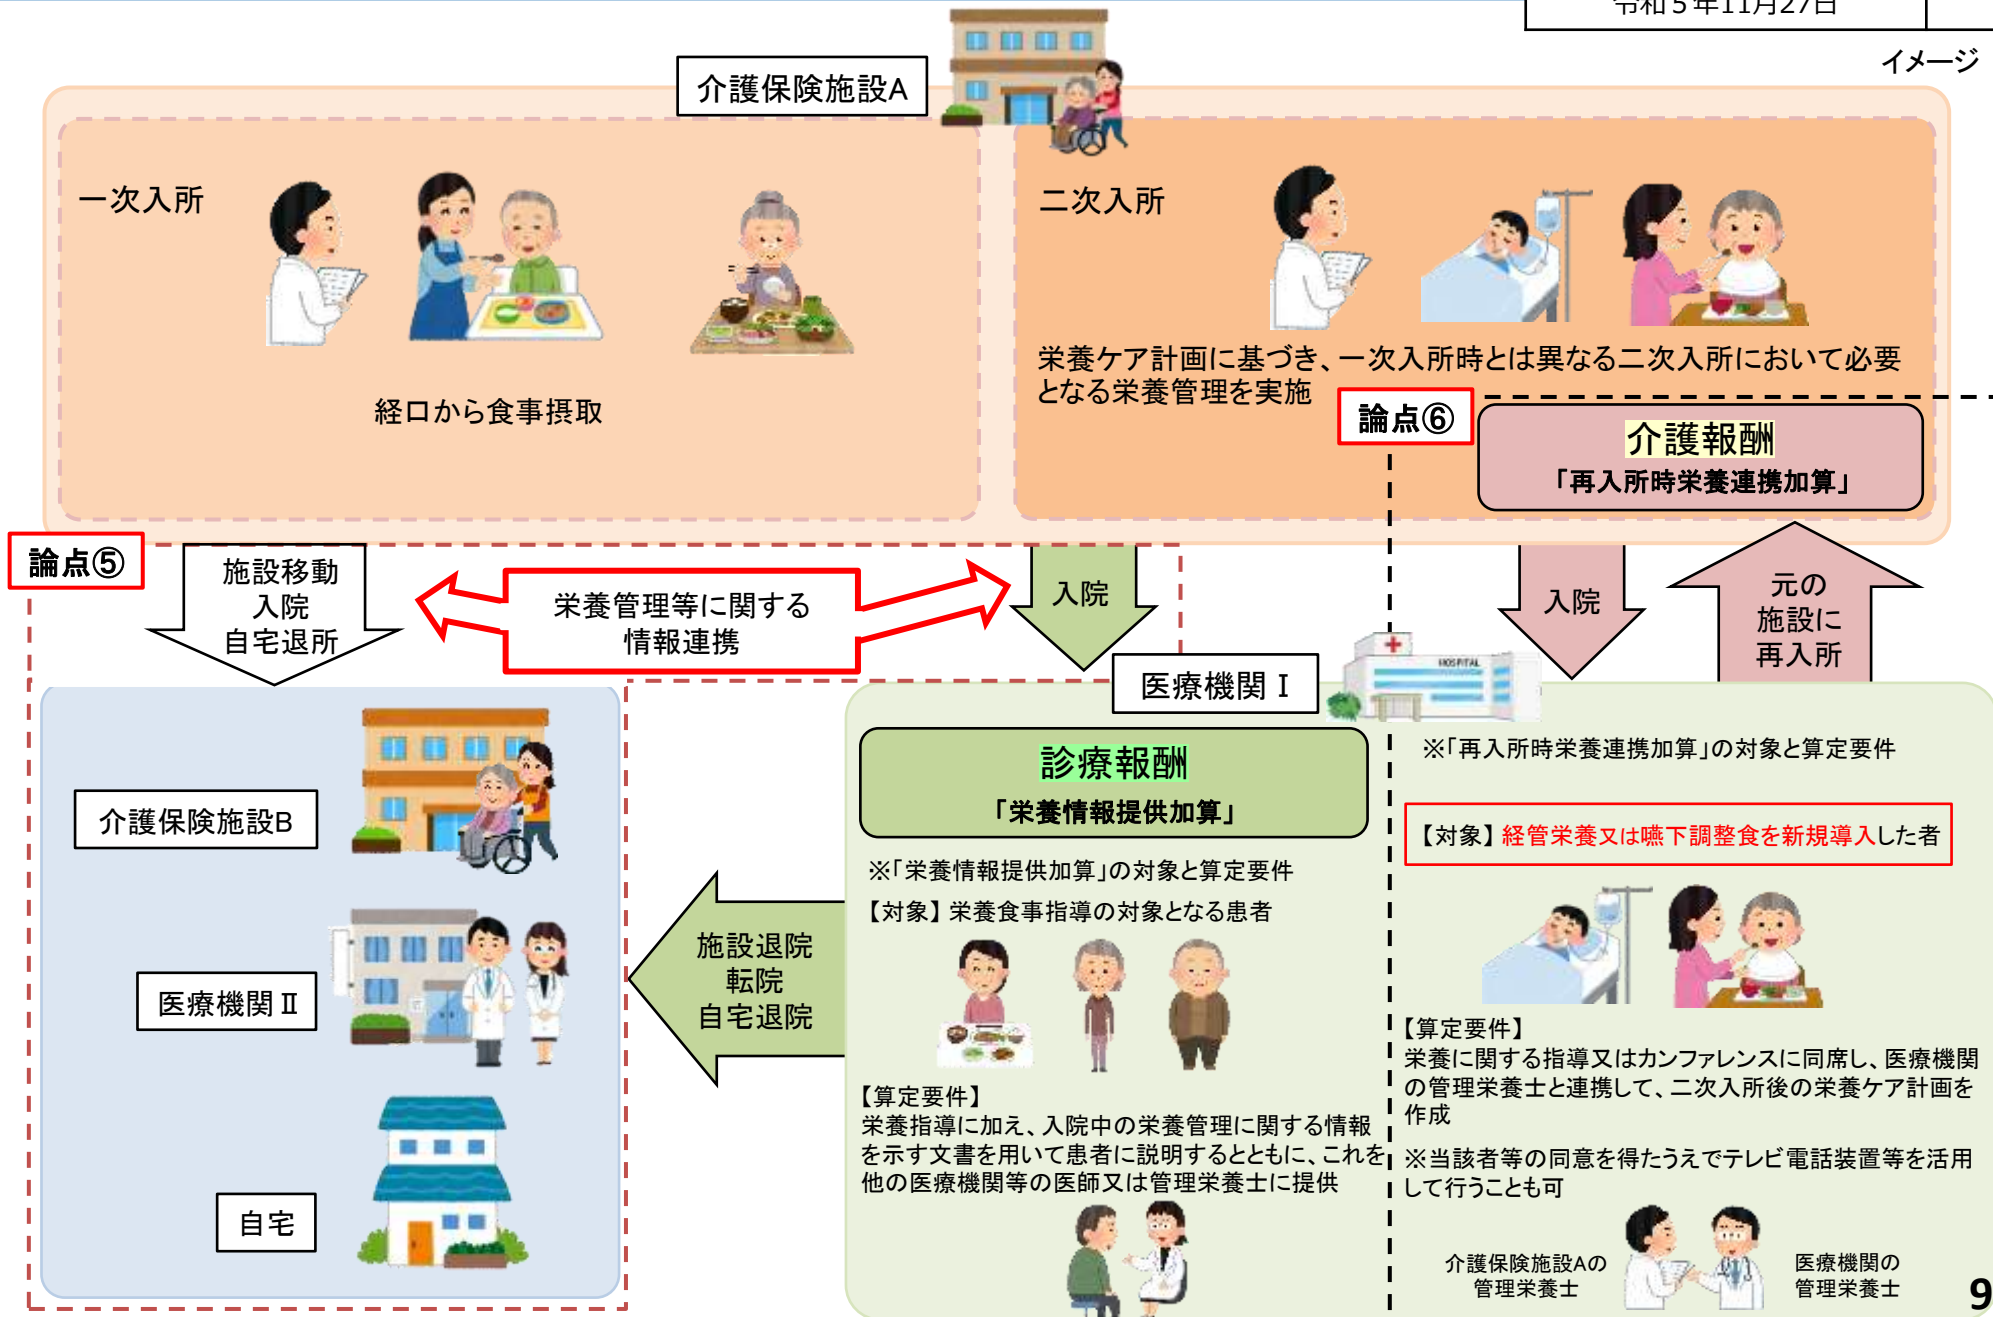 令和５年11月27日
イメージ
介護保険施設A
一次入所
経口から食事摂取
二次入所
栄養ケア計画に基づき、一次入所時とは異なる二次入所において必要
となる栄養管理を実施
論点⑥
介護報酬
「再入所時栄養連携加算」
論点⑤
施設移動
入院
自宅退所
栄養管理等に関する
情報連携
入院
入院
元の
施設に
再入所
医療機関Ⅰ
HOSPITAL
介護保険施設B
医療機関Ⅱ
自宅
施設退院
転院
自宅退院
診療報酬
「栄養情報提供加算」
※「栄養情報提供加算」の対象と算定要件
【対象】栄養食事指導の対象となる患者
【算定要件】
栄養指導に加え、入院中の栄養管理に関する情報
を示す文書を用いて患者に説明するとともに、これを
他の医療機関等の医師又は管理栄養士に提供
※「再入所時栄養連携加算」の対象と算定要件
【対象】経管栄養又は嚥下調整食を新規導入した者
【算定要件】
栄養に関する指導又はカンファレンスに同席し、医療機関
の管理栄養士と連携して、二次入所後の栄養ケア計画を
作成
※当該者等の同意を得たうえでテレビ電話装置等を活用
して行うことも可
介護保険施設Aの
管理栄養士
医療機関の
管理栄養士
9